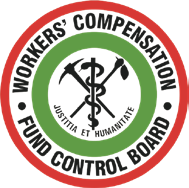 WORKERS' COMPENSATION
JUSTITIA ET HUMANITATE
• FUND CONTROL BOARD •